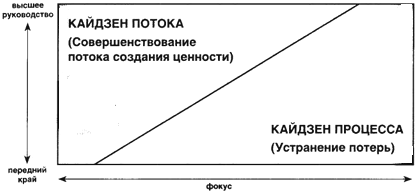 высшее
руководство
КАЙДЗЕН ПОТОКА
(Совершенствование
потока создания ценности)
КАЙДЗЕН ПРОЦЕССА
(Устранение потерь)
передний
край
фокус